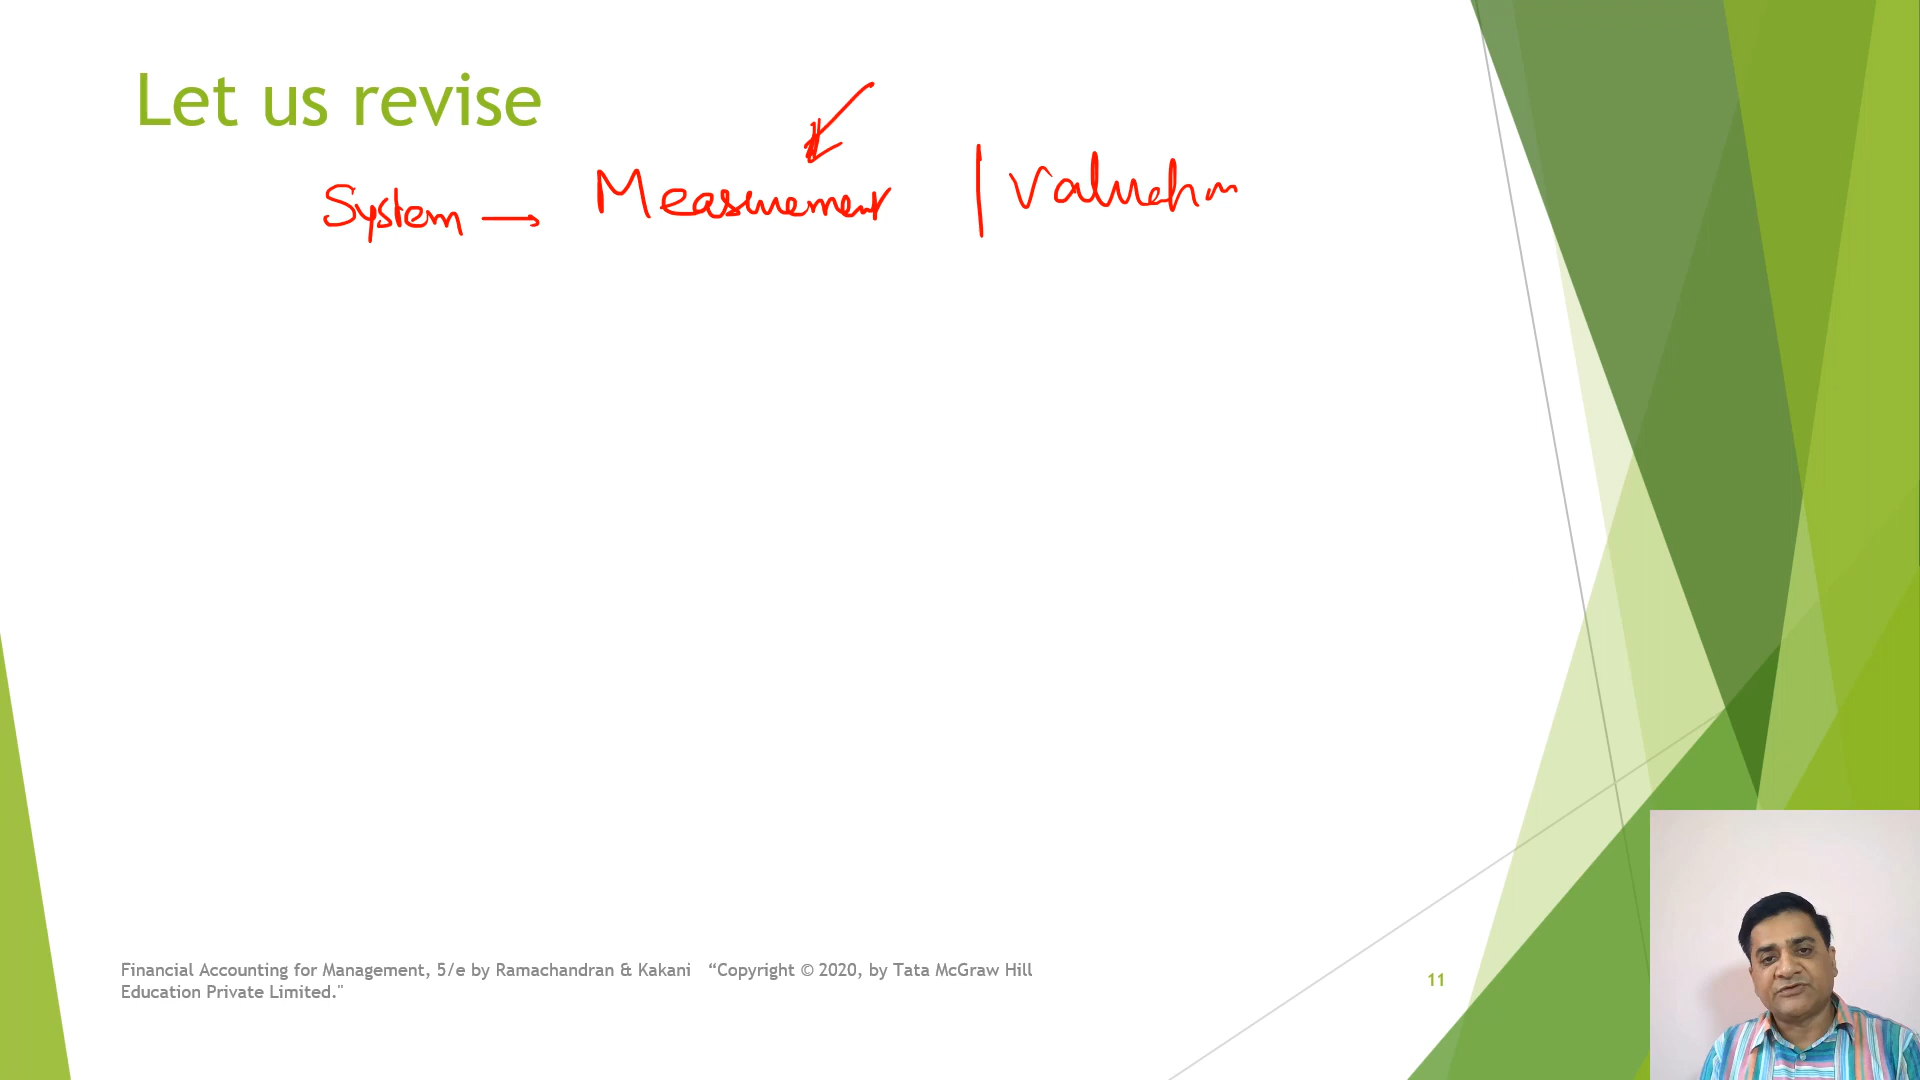 Let us revise
System → Measurement | Valuation
Financial Accounting for Management, 5/e by Ramachandran & Kakani “Copyright © 2020, by Tata McGraw Hill
Education Private Limited."
11